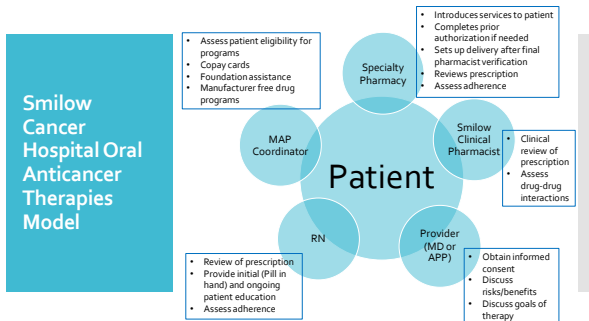 Smilow
Cancer
Hospital Oral
Anticancer
Therapies
Model
• Assess patient eligibility for
programs
• Copay cards
• Foundation assistance
• Manufacturer free drug
programs
Specialty
Pharmacy
• Introduces services to patient
• Completes prior
authorization if needed
• Sets up delivery after final
pharmacist verification
• Reviews prescription
• Assess adherence
MAP
Coordinator
Smilow
Clinical
Pharmacist
• Clinical
review of
prescription
• Assess
drug-drug
interactions
Patient
RN
Provider
(MD or
APP)
• Review of prescription
• Provide initial (Pill in
hand) and ongoing
patient education
• Assess adherence
• Obtain informed
consent
• Discuss
risks/benefits
• Discuss goals of
therapy